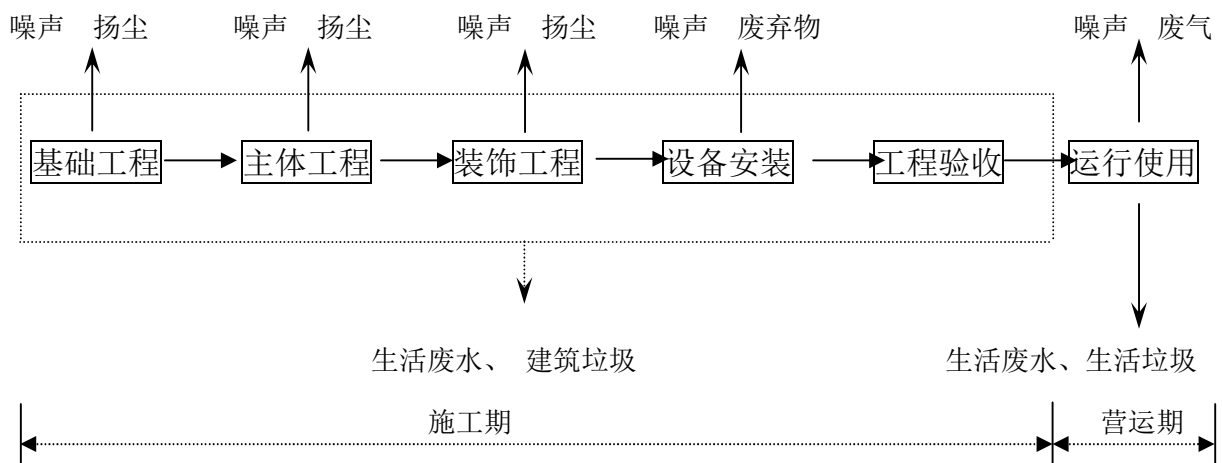 噪声 扬尘 噪声 扬尘 噪声 扬尘 噪声 废弃物 噪声 废气
基础工程 主体工程 装饰工程 设备安装 工程验收 运行使用
生活废水、 建筑垃圾 生活废水、生活垃圾
施工期 营运期